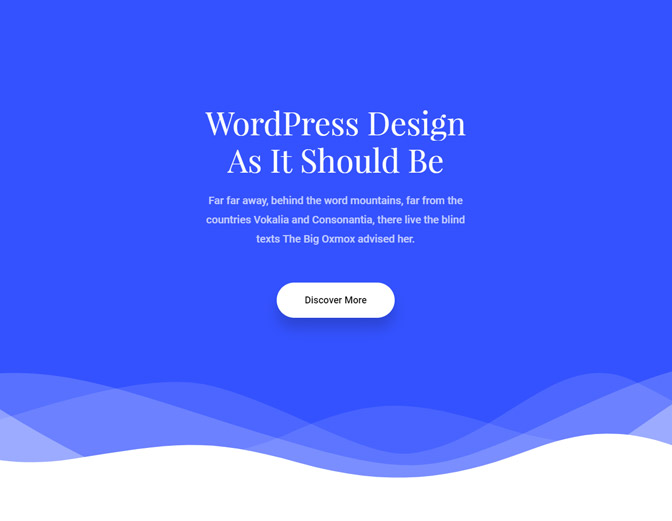 WordPress Design
As It Should Be
Far far away, behind the word mountains, far from the
countries Vokalia and Consonantia, there live the blind
texts The Big Oxmox advised her.
Discover More